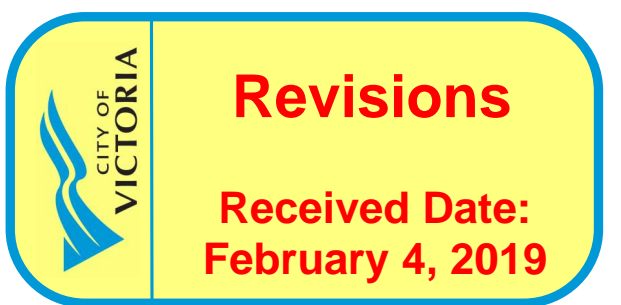 CITY OF
VICTORIA
Revisions
Received Date:
February 4, 2019